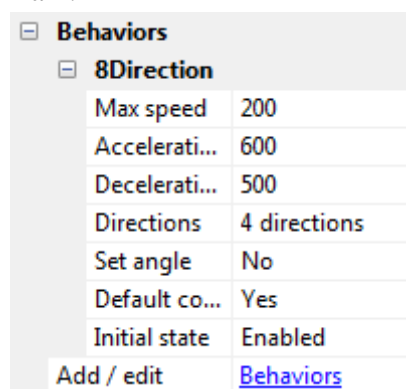 Behaviors
8Direction
Max speed 200
Accelerati... 600
Decelerati... 500
Directions 4 directions
Set angle No
Default co... Yes
Initial state Enabled
Add / edit Behaviors